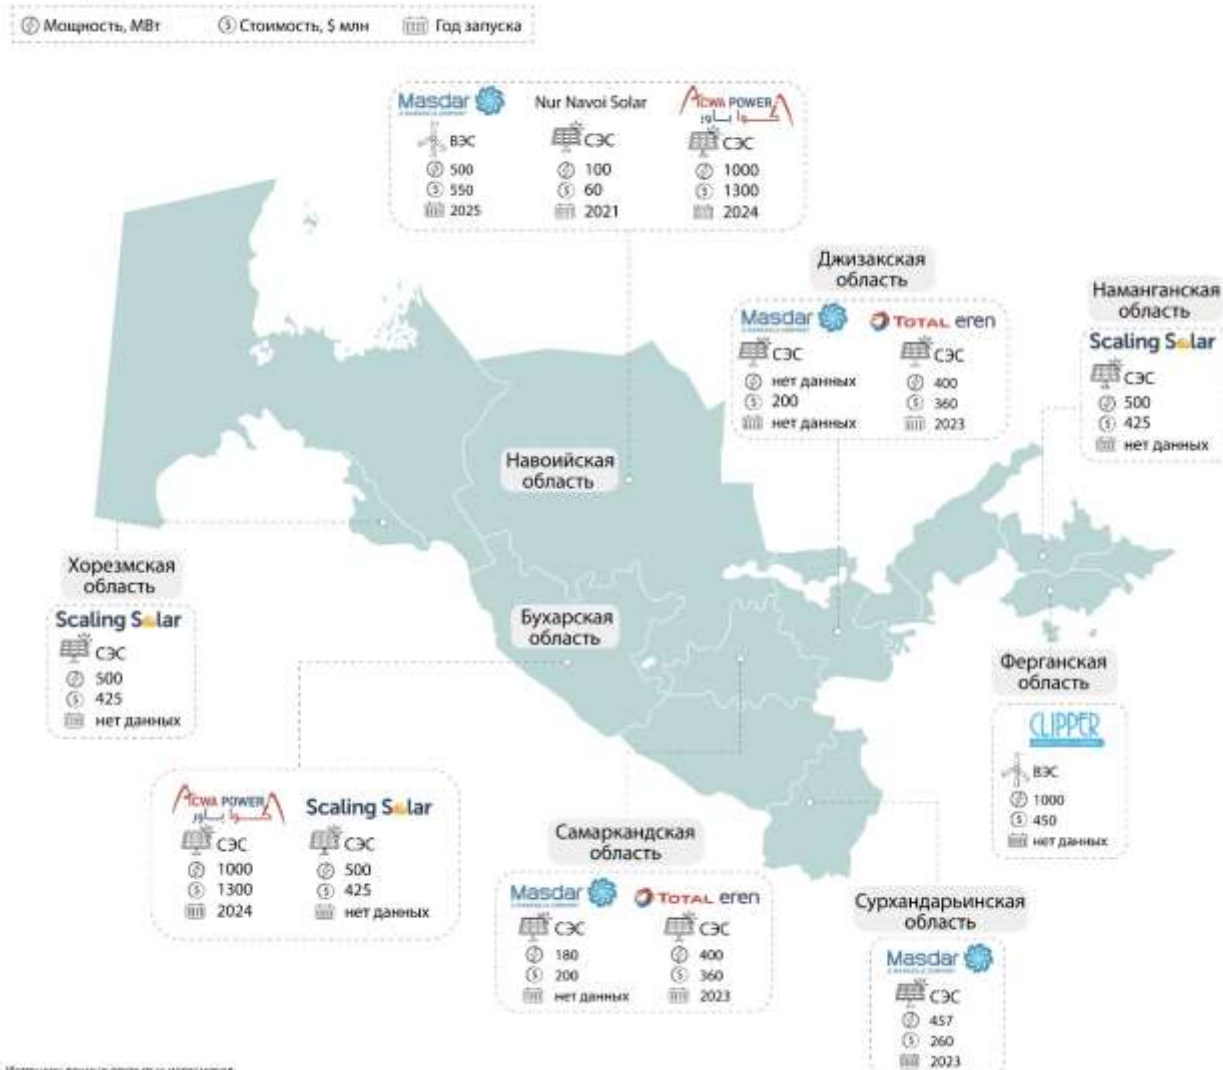 Мощность, МВт
Стоимость, $ млн
Год запуска
Masdar
Nur Navoi Solar
ACWA POWER
ВЭС
СЭС
СЭС
500
100
1000
550
60
1300
2025
2021
2024
Джизакская
область
Masdar
TOTAL eren
СЭС
СЭС
нет данных
400
200
360
нет данных
2023
Наманганская
область
Scaling Solar
СЭС
500
425
нет данных
Навоийская
область
Хорезмская
область
Scaling Solar
СЭС
500
425
нет данных
Бухарская
область
ACWA POWER
Scaling Solar
СЭС
СЭС
1000
500
1300
425
2024
нет данных
Ферганская
область
CLIPPER
ВЭС
1000
450
нет данных
Самаркандская
область
Masdar
TOTAL eren
СЭС
СЭС
180
400
200
360
нет данных
2023
Сурхандарьинская
область
Masdar
СЭС
457
260
2023